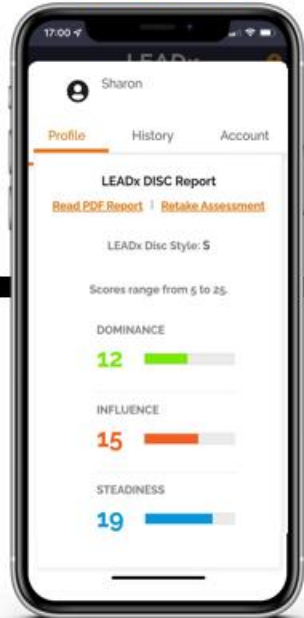 17:00
LEADx
Sharon
Profile History Account
LEADx DISC Report
Read PDF Report | Retake Assessment
LEADx Disc Style: S
Scores range from 5 to 25.
DOMINANCE
12
INFLUENCE
15
STEADINESS
19